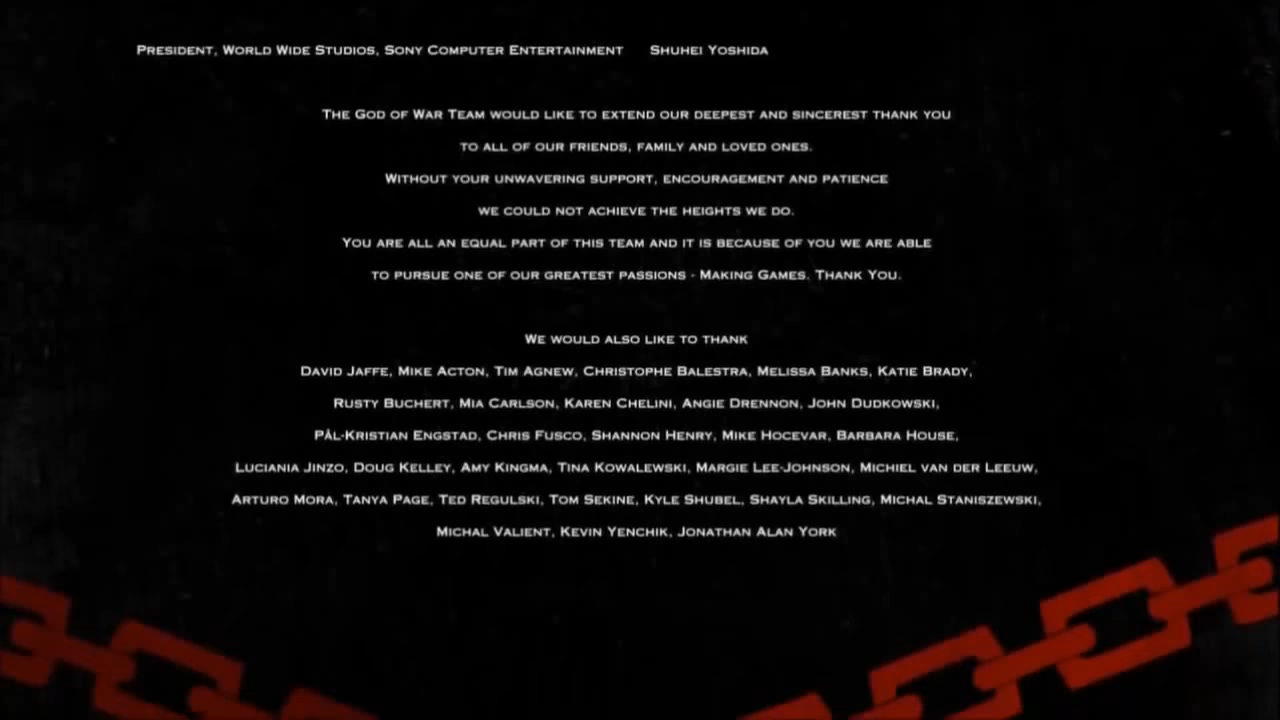 President, World Wide Studios, Sony Computer Entertainment Shuhei Yoshida
The God of War Team would like to extend our deepest and sincerest thank you
to all of our friends, family and loved ones.
Without your unwavering support, encouragement and patience
we could not achieve the heights we do.
You are all an equal part of this team and it is because of you we are able
to pursue one of our greatest passions - Making Games. Thank You.
We would also like to thank
David Jaffe, Mike Acton, Tim Agnew, Christophe Balestra, Melissa Banks, Katie Brady,
Rusty Buchert, Mia Carlson, Karen Chelini, Angie Drennon, John Dudkowski,
Pål-Kristian Engstad, Chris Fusco, Shannon Henry, Mike Hocevar, Barbara House,
Luciania Jinzo, Doug Kelley, Amy Kingma, Tina Kowalewski, Margie Lee-Johnson, Michiel van der Leeuw,
Arturo Mora, Tanya Page, Ted Regulski, Tom Sekine, Kyle Shubel, Shayla Skilling, Michal Staniszewski,
Michal Valient, Kevin Yenchik, Jonathan Alan York